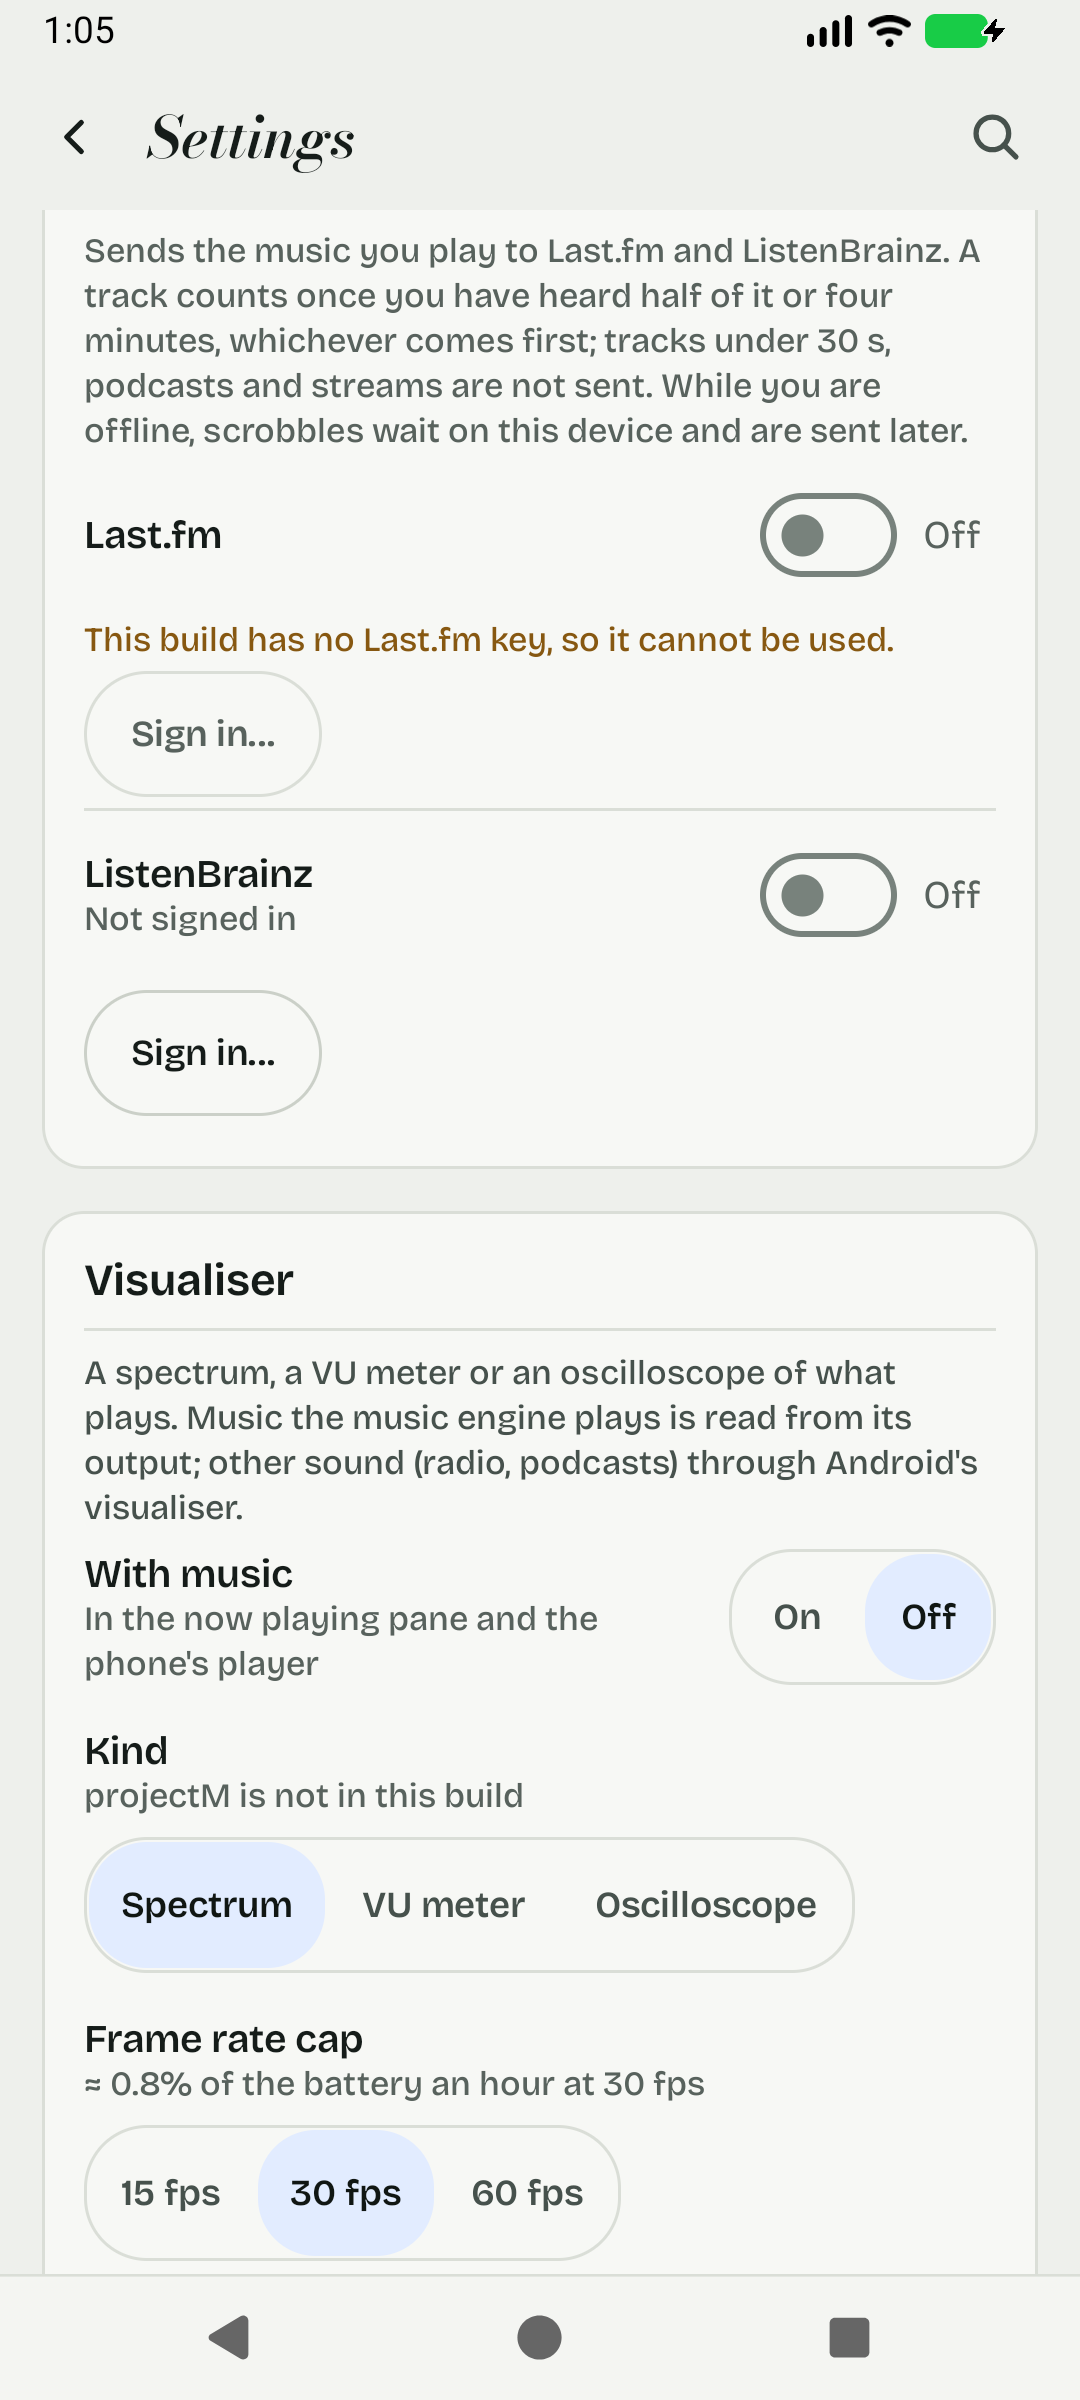 1:05
Settings
Sends the music you play to Last.fm and ListenBrainz. A
track counts once you have heard half of it or four
minutes, whichever comes first; tracks under 30 s,
podcasts and streams are not sent. While you are
offline, scrobbles wait on this device and are sent later.
Last.fm
Off
This build has no Last.fm key, so it cannot be used.
Sign in...
ListenBrainz
Not signed in
Off
Sign in...
Visualiser
A spectrum, a VU meter or an oscilloscope of what
plays. Music the music engine plays is read from its
output; other sound (radio, podcasts) through Android's
visualiser.
With music
In the now playing pane and the
phone's player
On Off
Kind
projectM is not in this build
Spectrum VU meter Oscilloscope
Frame rate cap
≈ 0.8% of the battery an hour at 30 fps
15 fps 30 fps 60 fps